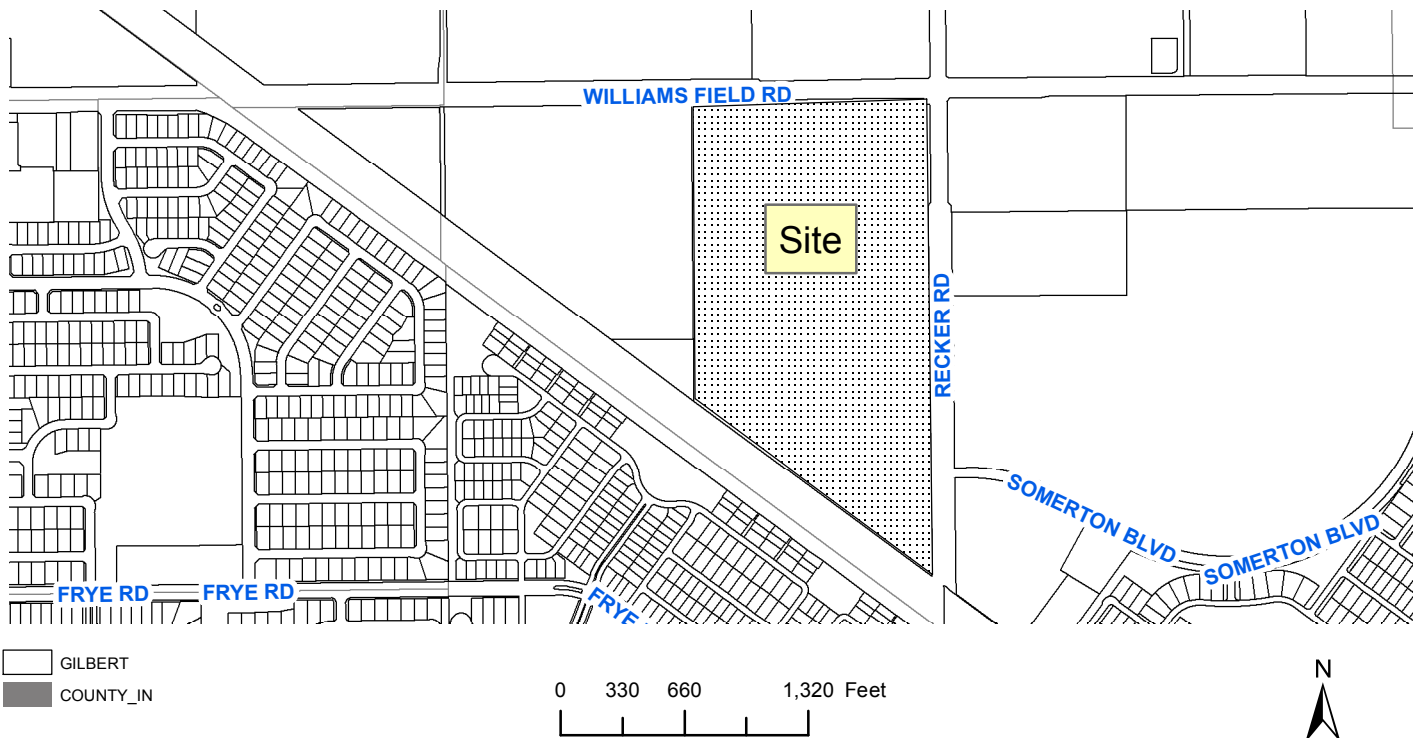 WILLIAMS FIELD RD
Site
RECKER RD
SOMERTON BLVD
SOMERTON BLVD
FRYE RD
FRYE RD
FRYE
GILBERT
COUNTY_IN
0 330 660 1,320 Feet
N